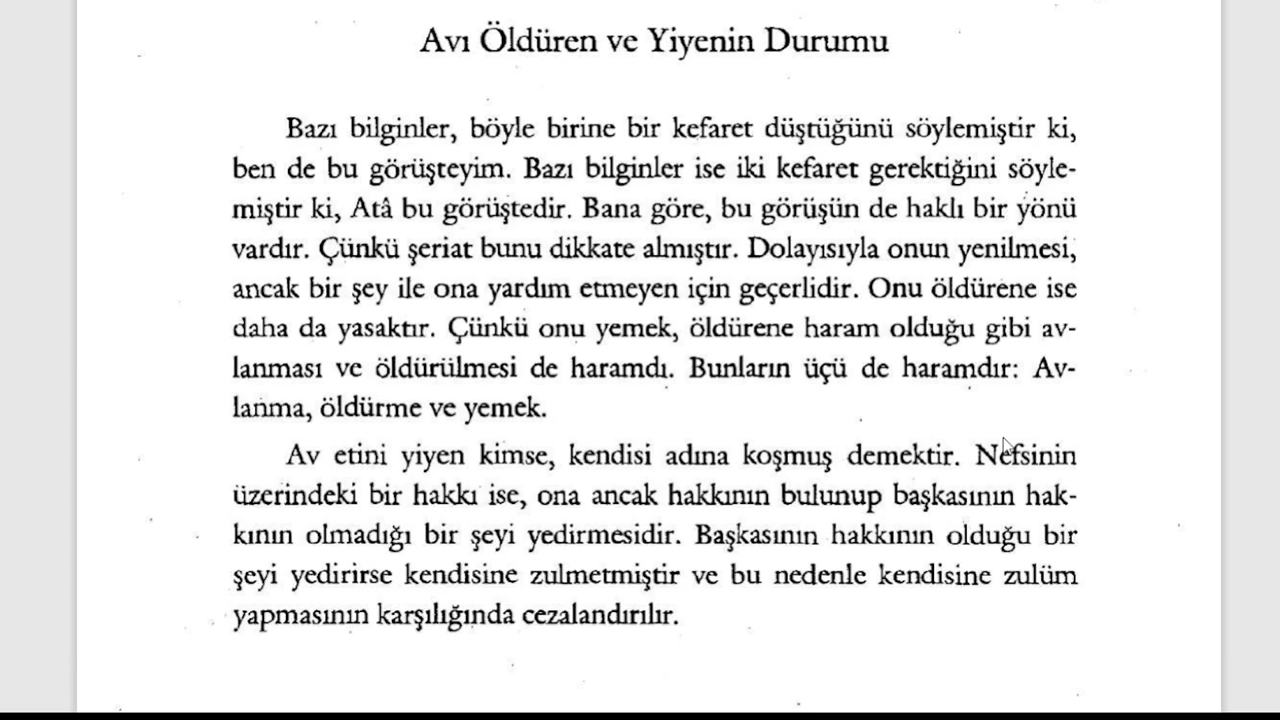 Avı Öldüren ve Yiyenin Durumu
Bazı bilginler, böyle birine bir kefaret düştüğünü söylemiştir ki,
ben de bu görüşteyim. Bazı bilginler ise iki kefaret gerektiğini söyle-
miştir ki, Atâ bu görüştedir. Bana göre, bu görüşün de haklı bir yönü
vardır. Çünkü şeriat bunu dikkate almıştır. Dolayısıyla onun yenilmesi,
ancak bir şey ile ona yardım etmeyen için geçerlidir. Onu öldürene ise
daha da yasaktır. Çünkü onu yemek, öldürene haram olduğu gibi av-
lanması ve öldürülmesi de haramdı. Bunların üçü de haramdır: Av-
lanma, öldürme ve yemek.
Av etini yiyen kimse, kendisi adına koşmuş demektir. Nefsinin
üzerindeki bir hakkı ise, ona ancak hakkının bulunup başkasının hak-
kının olmadığı bir şeyi yedirmesidir. Başkasının hakkının olduğu bir
şeyi yedirirse kendisine zulmetmiştir ve bu nedenle kendisine zulüm
yapmasının karşılığında cezalandırılır.